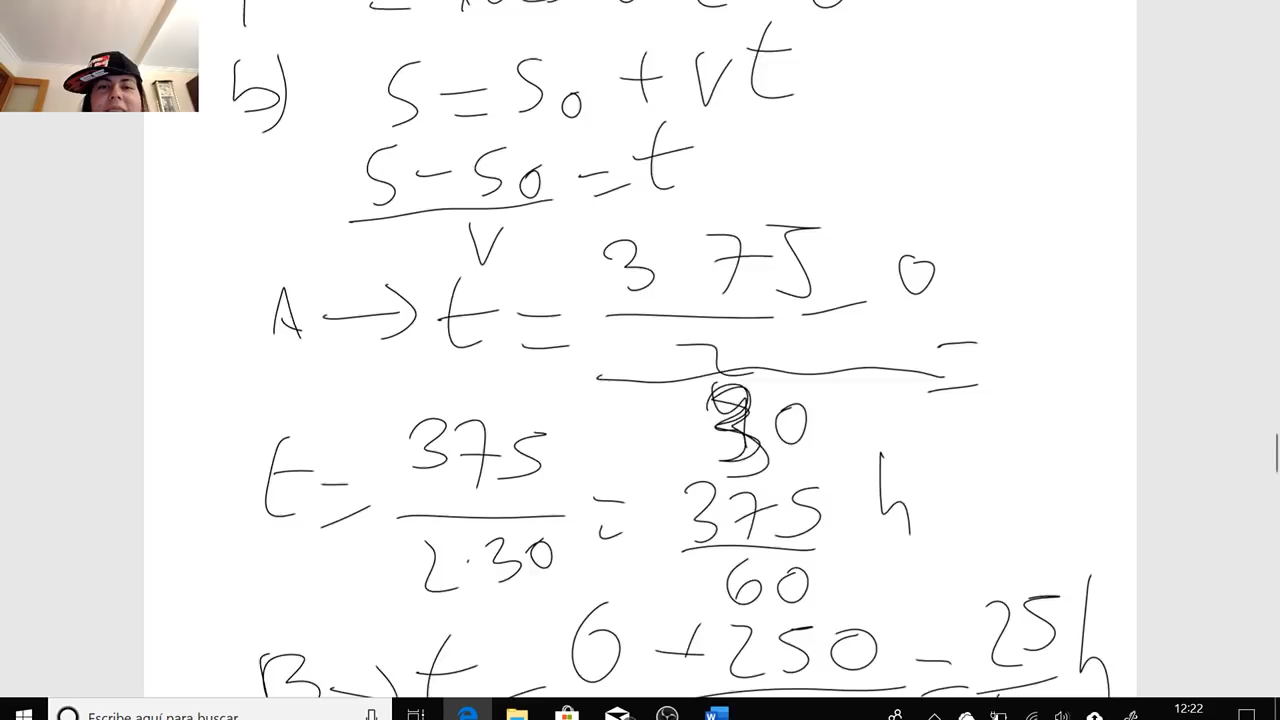 b) S = S₀ + vt
S - S₀ / v = t
A → t = 375/2 - 0 / 30 =
t = 375 / 2·30 = 375 / 60 h
B → t = 0 + 250 = 25 h
Escribe aquí para buscar
12:22